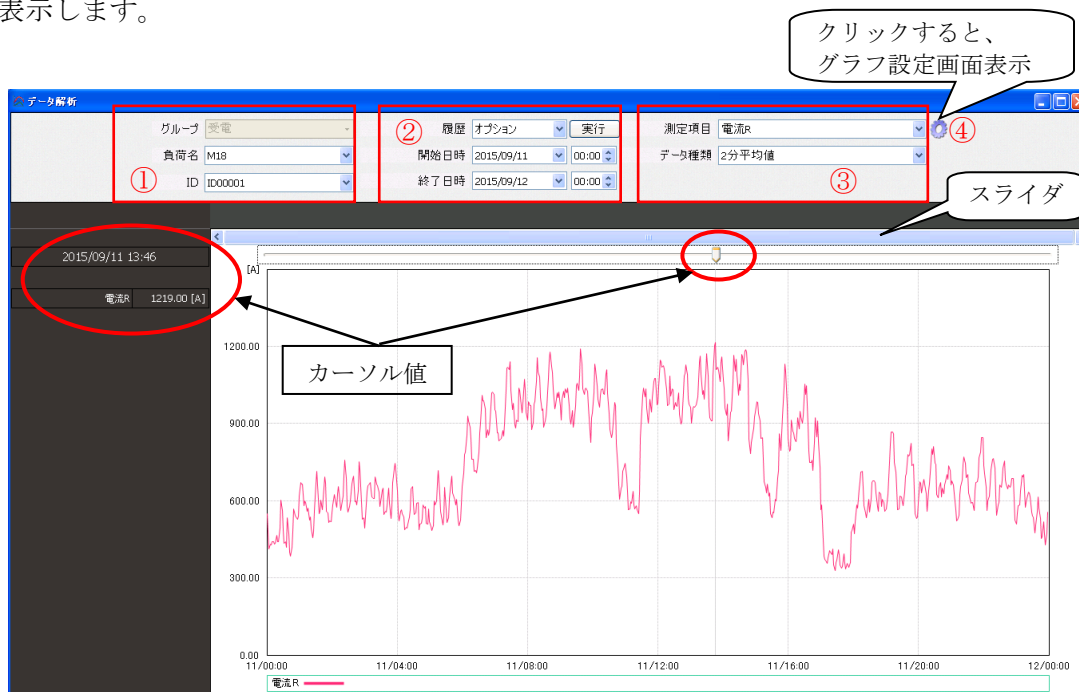 表示します。
クリックすると、
グラフ設定画面表示
データ解析
グループ 受電
負荷名 M18
① ID ID00001
② 履歴 オプション 実行
開始日時 2015/09/11 00:00
終了日時 2015/09/12 00:00
測定項目 電流R ④
データ種類 2分平均値
③
スライダ
2015/09/11 13:46
電流R 1219.00 [A]
カーソル値
[A]
1200.00
900.00
600.00
300.00
0.00
11/00:00 11/04:00 11/08:00 11/12:00 11/16:00 11/20:00 12/00:00
電流R